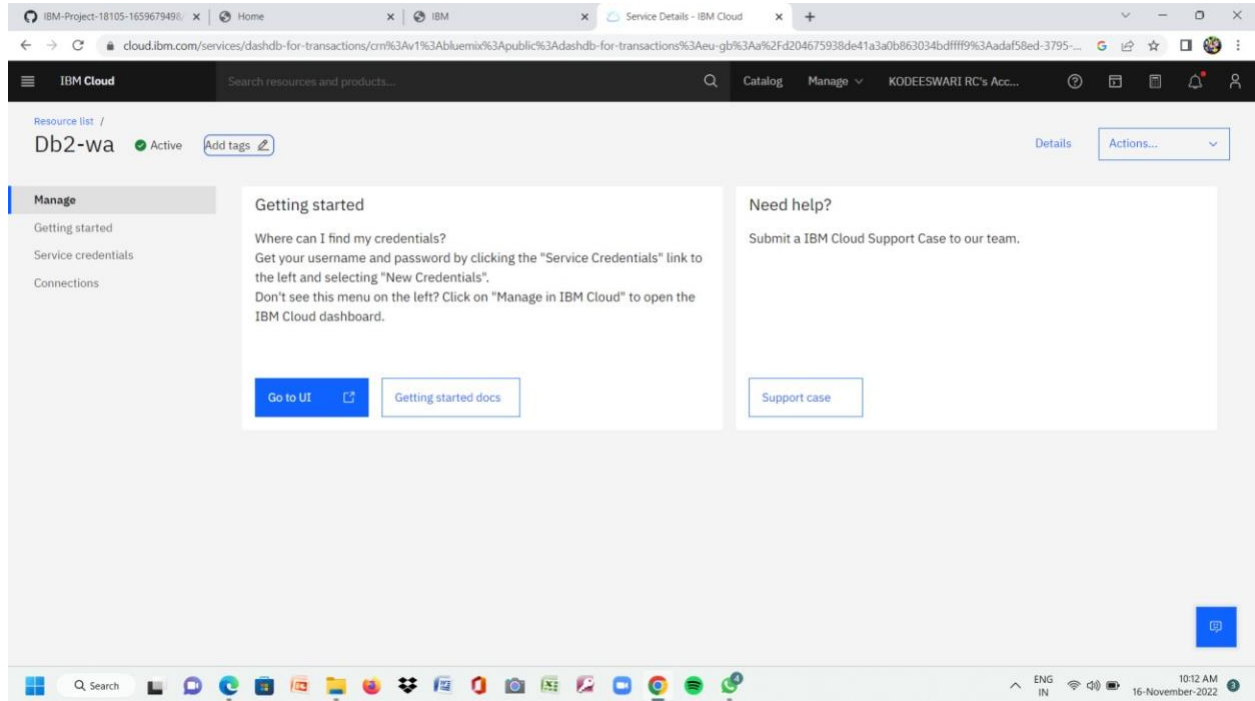 IBM-Project-18105-1659679498/
Home
IBM
Service Details - IBM Cloud
cloud.ibm.com/services/dashdb-for-transactions/crn%3Av1%3Abluemix%3Apublic%3Adashdb-for-transactions%3Aeu-gb%3Aa%2Fd204675938de41a3a0b863034bdffff9%3Aadaf58ed-3795-...
IBM Cloud
Search resources and products...
Catalog
Manage
KODEESWARI RC's Acc...
Resource list /
Db2-wa
Active
Add tags
Details
Actions...
Manage
Getting started
Service credentials
Connections
Getting started
Where can I find my credentials?
Get your username and password by clicking the "Service Credentials" link to
the left and selecting "New Credentials".
Don't see this menu on the left? Click on "Manage in IBM Cloud" to open the
IBM Cloud dashboard.
Go to UI
Getting started docs
Need help?
Submit a IBM Cloud Support Case to our team.
Support case
Search
ENG
IN
10:12 AM
16-November-2022
3